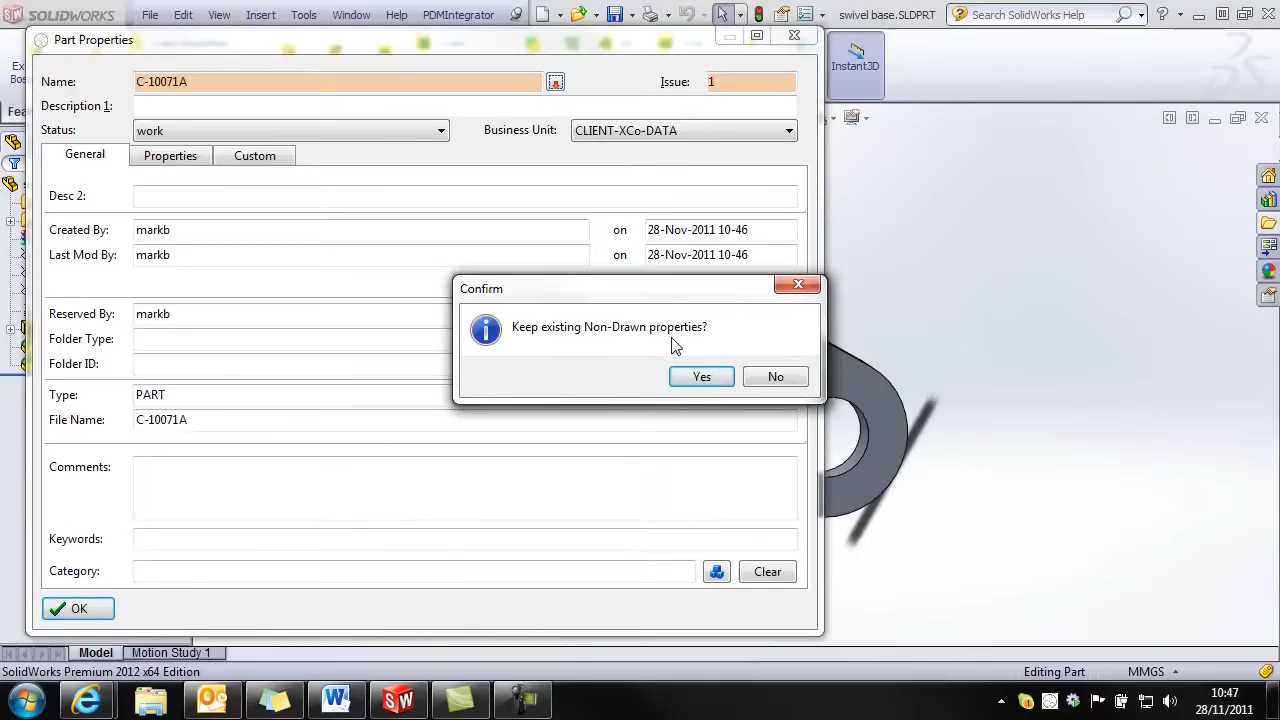 SOLIDWORKS File Edit View Insert Tools Window Help PDMIntegrator swivel base.SLDPRT Search SolidWorks Help
Part Properties
Ex
Bos
Instant3D
Name: C-10071A Issue: 1
Description 1:
Fea
Status: work Business Unit: CLIENT-XCo-DATA
General Properties Custom
Desc 2:
Created By: markb on 28-Nov-2011 10-46
Last Mod By: markb on 28-Nov-2011 10-46
Confirm
Keep existing Non-Drawn properties?
Yes No
Reserved By: markb
Folder Type:
Folder ID:
Type: PART
File Name: C-10071A
Comments:
Keywords:
Category: Clear
OK
Model Motion Study 1
SolidWorks Premium 2012 x64 Edition Editing Part MMGS
10:47
28/11/2011